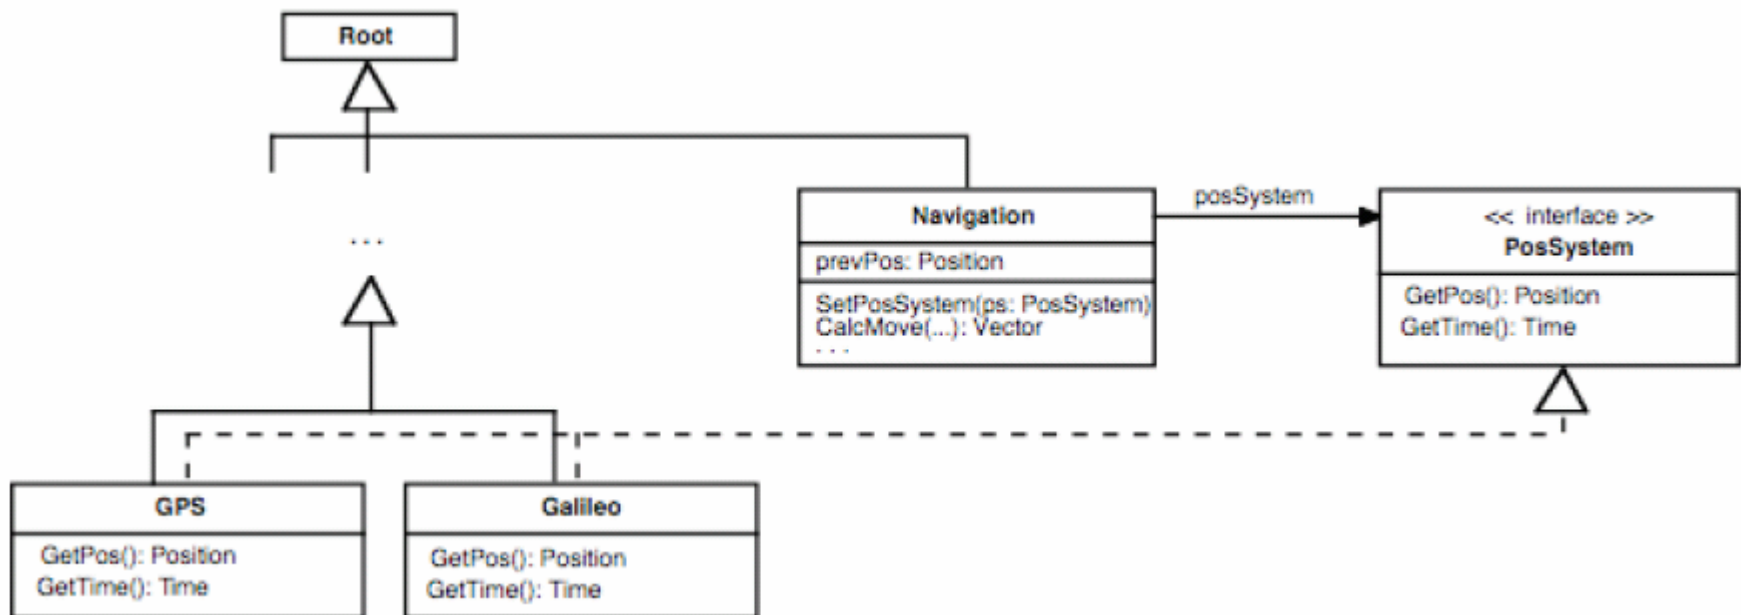 Root
...
Navigation
prevPos: Position
SetPosSystem(ps: PosSystem)
CalcMove(...): Vector
...
posSystem
<< interface >>
PosSystem
GetPos(): Position
GetTime(): Time
GPS
GetPos(): Position
GetTime(): Time
Galileo
GetPos(): Position
GetTime(): Time